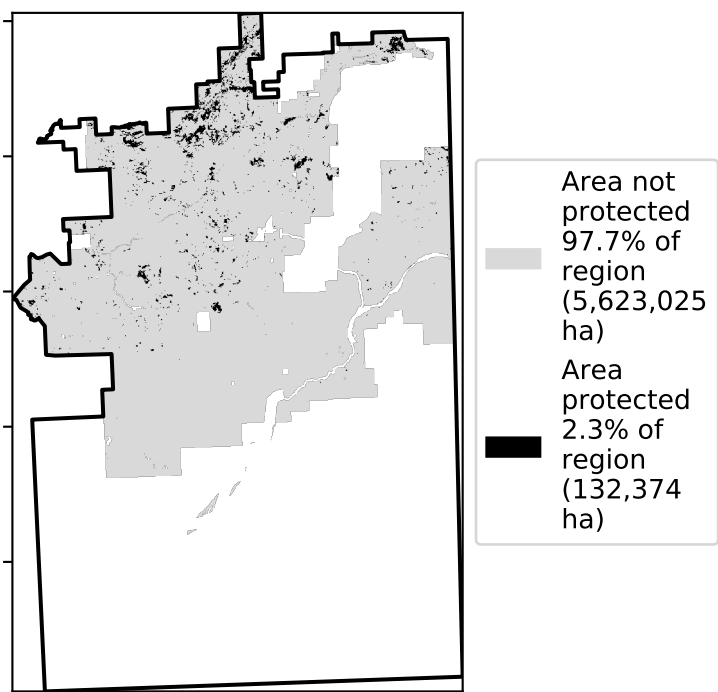 Area not
protected
97.7% of
region
(5,623,025
ha)
Area
protected
2.3% of
region
(132,374
ha)